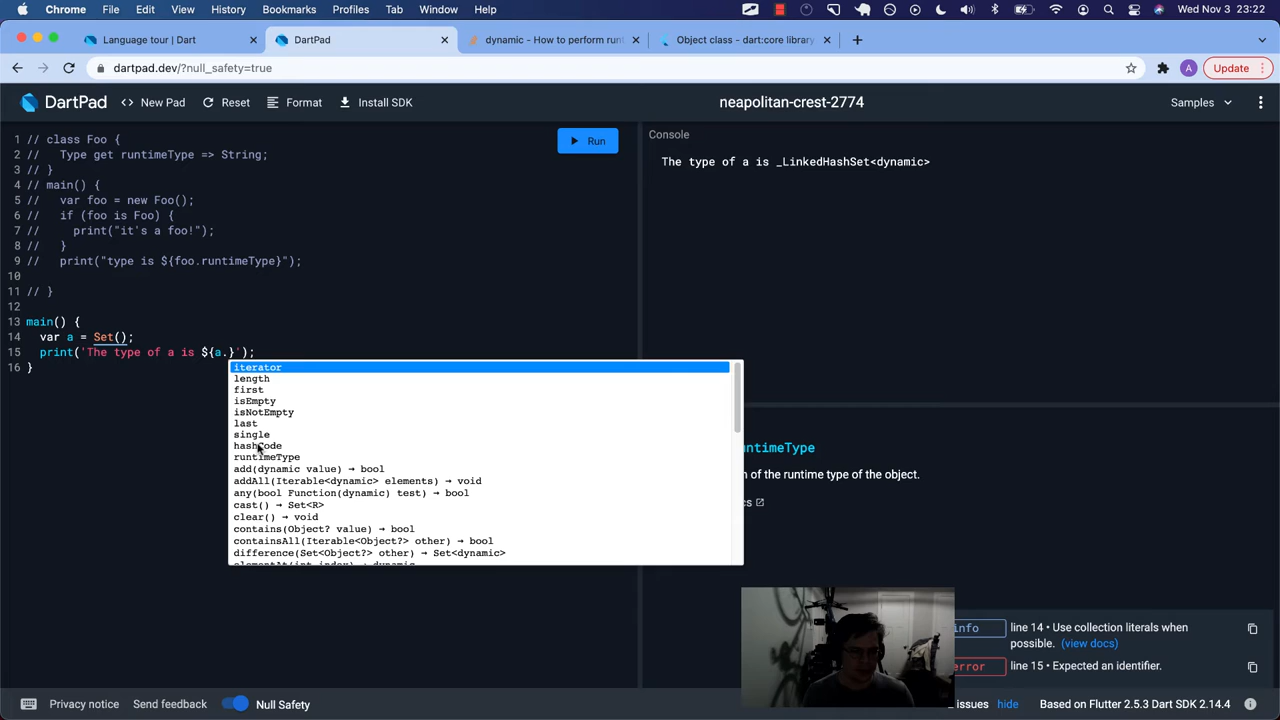 Chrome File Edit View History Bookmarks Profiles Tab Window Help Wed Nov 3 23:22
Language tour | Dart
DartPad
dynamic - How to perform run
Object class - dart:core library
dartpad.dev/?null_safety=true
A
Update
DartPad
<> New Pad
Reset
Format
Install SDK
neapolitan-crest-2774
Samples
1 // class Foo {
2 // Type get runtimeType => String;
3 // }
4 // main() {
5 // var foo = new Foo();
6 // if (foo is Foo) {
7 // print("it's a foo!");
8 // }
9 // print("type is ${foo.runtimeType}");
10
11 // }
12
13 main() {
14 var a = Set();
15 print('The type of a is ${a.}');
16 }
Run
Console
The type of a is _LinkedHashSet<dynamic>
iterator
length
first
isEmpty
isNotEmpty
last
single
hashCode
runtimeType
add(dynamic value) → bool
addAll(Iterable<dynamic> elements) → void
any(bool Function(dynamic) test) → bool
cast() → Set<R>
clear() → void
contains(Object? value) → bool
containsAll(Iterable<Object?> other) → bool
difference(Set<Object?> other) → Set<dynamic>
elementAt(int index) → dynamic
untimeType
n of the runtime type of the object.
cs
info
line 14 • Use collection literals when
possible. (view docs)
error
line 15 • Expected an identifier.
Privacy notice
Send feedback
Null Safety
issues
hide
Based on Flutter 2.5.3 Dart SDK 2.14.4